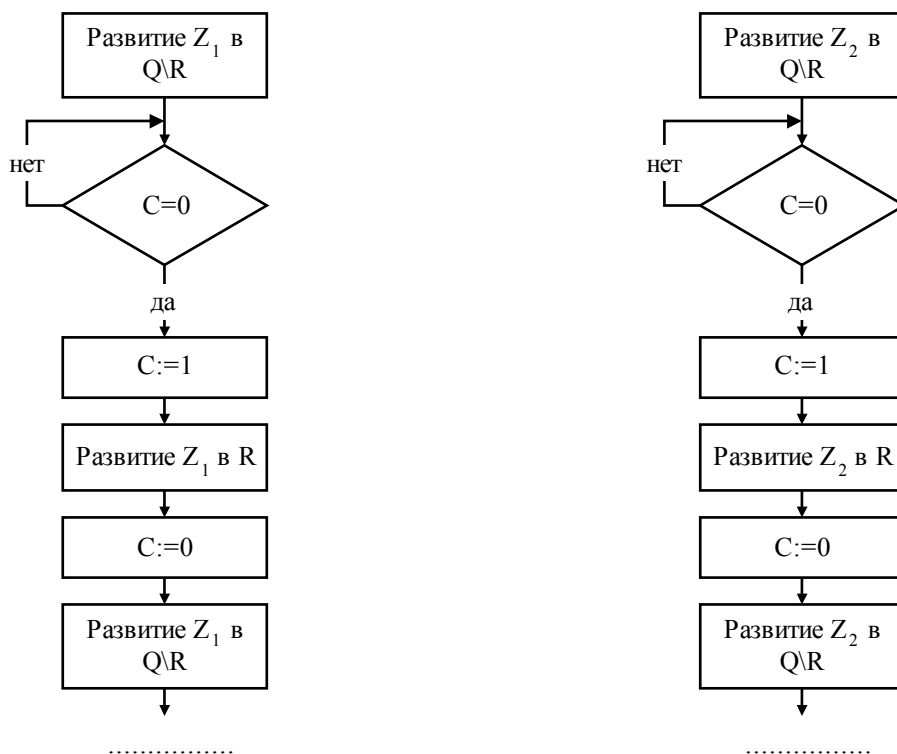 Развитие Z1 в
Q\R
нет
C=0
да
C:=1
Развитие Z1 в R
C:=0
Развитие Z1 в
Q\R
...............
Развитие Z2 в
Q\R
нет
C=0
да
C:=1
Развитие Z2 в R
C:=0
Развитие Z2 в
Q\R
...............